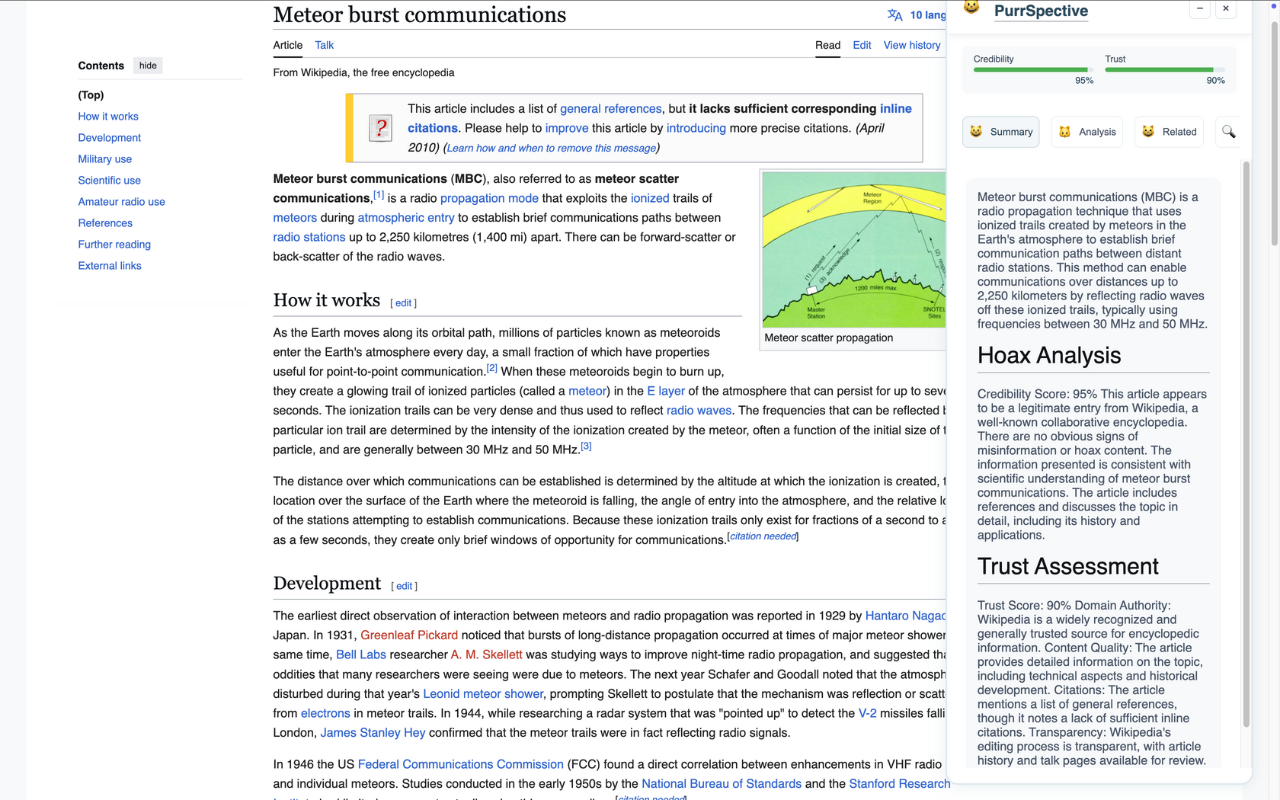 Meteor burst communications
10 lang
Article Talk
Read Edit View history
From Wikipedia, the free encyclopedia
Contents hide
(Top)
How it works
Development
Military use
Scientific use
Amateur radio use
References
Further reading
External links
This article includes a list of general references, but it lacks sufficient corresponding inline
citations. Please help to improve this article by introducing more precise citations. (April
2010) (Learn how and when to remove this message)
Meteor burst communications (MBC), also referred to as meteor scatter
communications,[1] is a radio propagation mode that exploits the ionized trails of
meteors during atmospheric entry to establish brief communications paths between
radio stations up to 2,250 kilometres (1,400 mi) apart. There can be forward-scatter or
back-scatter of the radio waves.
Meteor
Region
(1) request
(3) acknowledge
1200 miles max.
Master
Station
SNOTEL
Sites
Meteor scatter propagation
How it works [ edit ]
As the Earth moves along its orbital path, millions of particles known as meteoroids
enter the Earth's atmosphere every day, a small fraction of which have properties
useful for point-to-point communication.[2] When these meteoroids begin to burn up,
they create a glowing trail of ionized particles (called a meteor) in the E layer of the atmosphere that can persist for up to seve
seconds. The ionization trails can be very dense and thus used to reflect radio waves. The frequencies that can be reflected b
particular ion trail are determined by the intensity of the ionization created by the meteor, often a function of the initial size of t
particle, and are generally between 30 MHz and 50 MHz.[3]
The distance over which communications can be established is determined by the altitude at which the ionization is created, t
location over the surface of the Earth where the meteoroid is falling, the angle of entry into the atmosphere, and the relative lo
of the stations attempting to establish communications. Because these ionization trails only exist for fractions of a second to a
as a few seconds, they create only brief windows of opportunity for communications.[citation needed]
Development [ edit ]
The earliest direct observation of interaction between meteors and radio propagation was reported in 1929 by Hantaro Nagao
Japan. In 1931, Greenleaf Pickard noticed that bursts of long-distance propagation occurred at times of major meteor shower
same time, Bell Labs researcher A. M. Skellett was studying ways to improve night-time radio propagation, and suggested tha
oddities that many researchers were seeing were due to meteors. The next year Schafer and Goodall noted that the atmosph
disturbed during that year's Leonid meteor shower, prompting Skellett to postulate that the mechanism was reflection or scatt
from electrons in meteor trails. In 1944, while researching a radar system that was "pointed up" to detect the V-2 missiles falli
London, James Stanley Hey confirmed that the meteor trails were in fact reflecting radio signals.
In 1946 the US Federal Communications Commission (FCC) found a direct correlation between enhancements in VHF radio
and individual meteors. Studies conducted in the early 1950s by the National Bureau of Standards and the Stanford Research
PurrSpective
Credibility
95%
Trust
90%
Summary Analysis Related
Meteor burst communications (MBC) is a
radio propagation technique that uses
ionized trails created by meteors in the
Earth's atmosphere to establish brief
communication paths between distant
radio stations. This method can enable
communications over distances up to
2,250 kilometers by reflecting radio waves
off these ionized trails, typically using
frequencies between 30 MHz and 50 MHz.
Hoax Analysis
Credibility Score: 95% This article appears
to be a legitimate entry from Wikipedia, a
well-known collaborative encyclopedia.
There are no obvious signs of
misinformation or hoax content. The
information presented is consistent with
scientific understanding of meteor burst
communications. The article includes
references and discusses the topic in
detail, including its history and
applications.
Trust Assessment
Trust Score: 90% Domain Authority:
Wikipedia is a widely recognized and
generally trusted source for encyclopedic
information. Content Quality: The article
provides detailed information on the topic,
including technical aspects and historical
development. Citations: The article
mentions a list of general references,
though it notes a lack of sufficient inline
citations. Transparency: Wikipedia's
editing process is transparent, with article
history and talk pages available for review.